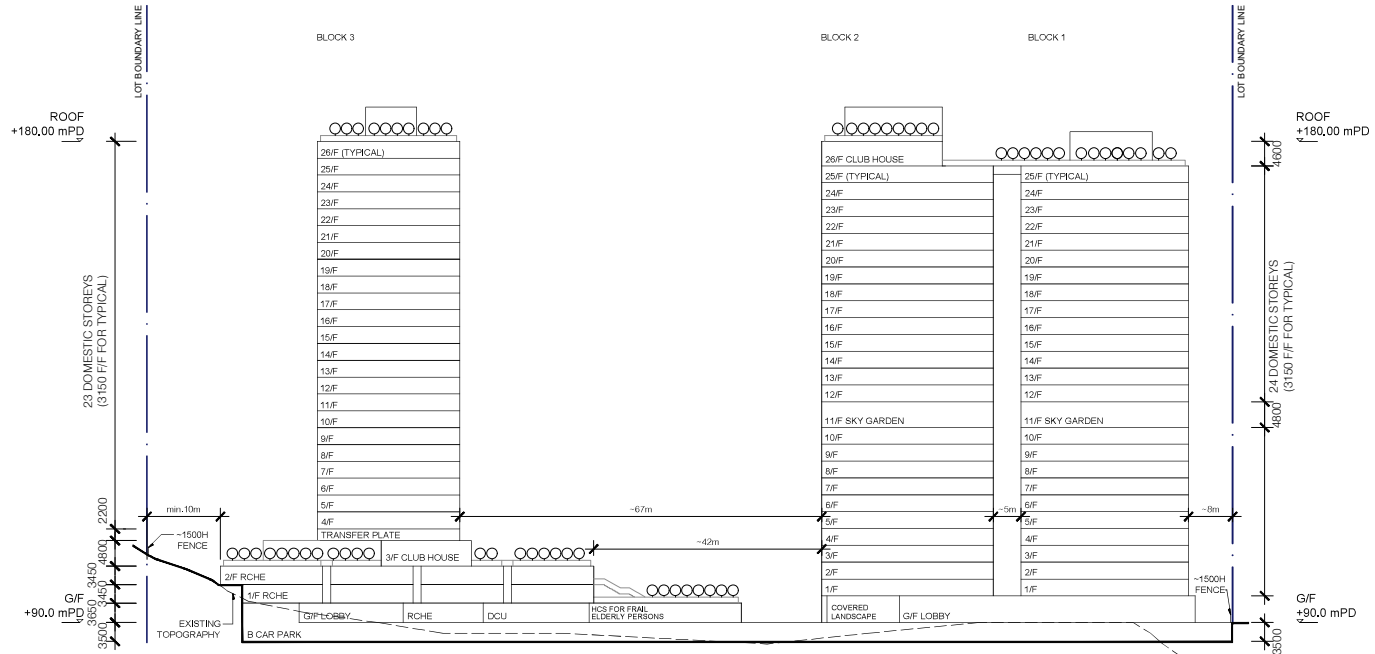 LOT BOUNDARY LINE
BLOCK 3
BLOCK 2
BLOCK 1
LOT BOUNDARY LINE
ROOF
+180.00 mPD
ROOF
+180.00 mPD
26/F (TYPICAL)
25/F
24/F
23/F
22/F
21/F
20/F
19/F
18/F
17/F
16/F
15/F
14/F
13/F
12/F
11/F
10/F
9/F
8/F
7/F
6/F
5/F
4/F
TRANSFER PLATE
3/F CLUB HOUSE
2/F RCHE
1/F RCHE
G/F LOBBY
RCHE
DCU
HCS FOR FRAIL
ELDERLY PERSONS
B CAR PARK
26/F CLUB HOUSE
25/F (TYPICAL)
24/F
23/F
22/F
21/F
20/F
19/F
18/F
17/F
16/F
15/F
14/F
13/F
12/F
11/F SKY GARDEN
10/F
9/F
8/F
7/F
6/F
5/F
4/F
3/F
2/F
1/F
COVERED
LANDSCAPE
G/F LOBBY
25/F (TYPICAL)
24/F
23/F
22/F
21/F
20/F
19/F
18/F
17/F
16/F
15/F
14/F
13/F
12/F
11/F SKY GARDEN
10/F
9/F
8/F
7/F
6/F
5/F
4/F
3/F
2/F
1/F
23 DOMESTIC STOREYS
(3150 F/F FOR TYPICAL)
2200
4800
3450
3450
3650
3500
G/F
+90.0 mPD
min.10m
~1500H
FENCE
EXISTING
TOPOGRAPHY
~67m
~42m
~5m
~8m
4600
24 DOMESTIC STOREYS
(3150 F/F FOR TYPICAL)
4800
~1500H
FENCE
G/F
+90.0 mPD
3500